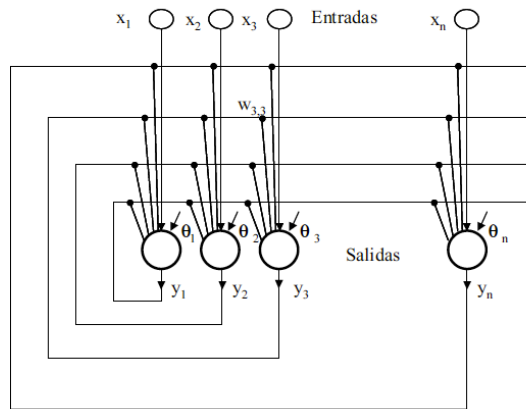 x1 x2 x3 Entradas xn
w3,3
θ1 θ2 θ3 θn
Salidas
y1 y2 y3 yn